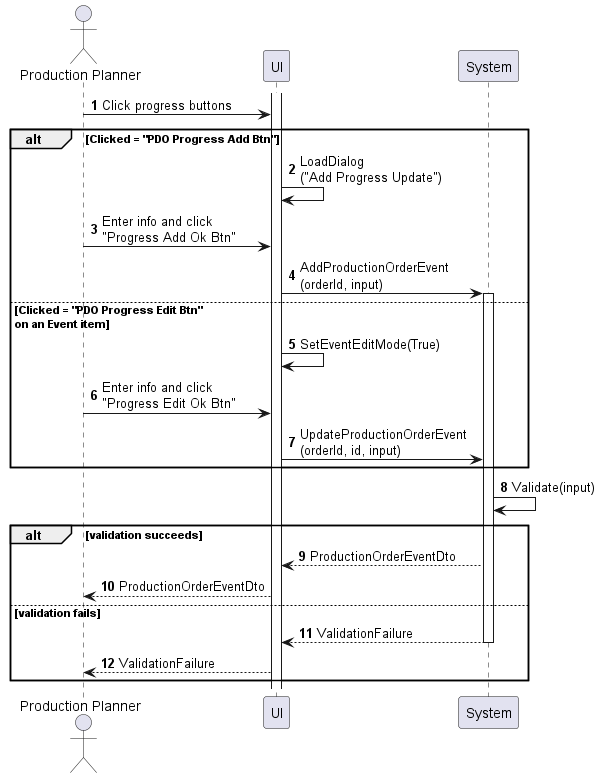 Production Planner
UI
System
1 Click progress buttons
alt
[Clicked = "PDO Progress Add Btn"]
2 LoadDialog
("Add Progress Update")
3 Enter info and click
"Progress Add Ok Btn"
4 AddProductionOrderEvent
(orderId, input)
[Clicked = "PDO Progress Edit Btn"
on an Event item]
5 SetEventEditMode(True)
6 Enter info and click
"Progress Edit Ok Btn"
7 UpdateProductionOrderEvent
(orderId, id, input)
8 Validate(input)
alt
[validation succeeds]
9 ProductionOrderEventDto
10 ProductionOrderEventDto
[validation fails]
11 ValidationFailure
12 ValidationFailure
Production Planner
UI
System